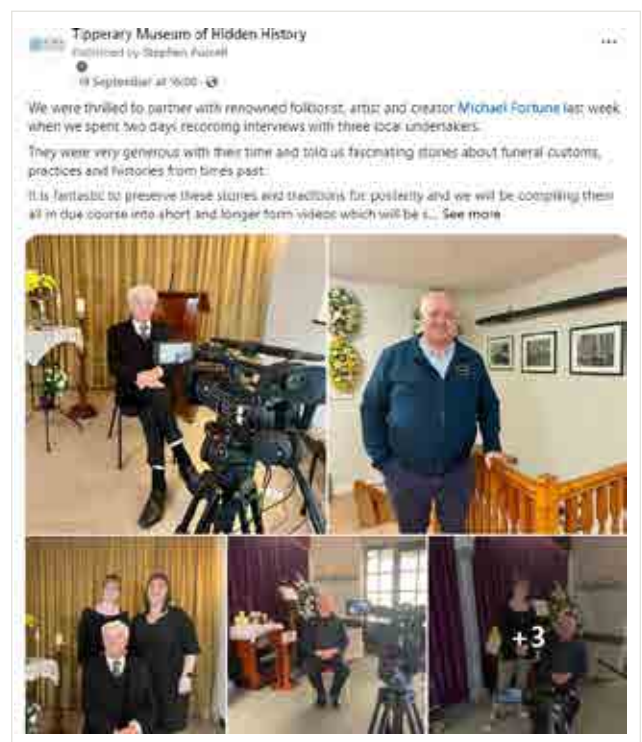 Tipperary Museum of Hidden History
Published by Stephen
19 September at 16:00
We were thrilled to partner with renowned folklorist, artist and creator Michael Fortune last week
when we spent two days recording interviews with three local undertakers.
They were very generous with their time and told us fascinating stories about funeral customs,
practices and histories from times past.
It is fantastic to preserve these stories and traditions for posterity and we will be compiling them
all in due course into short and longer form videos which will be s... See more
+3